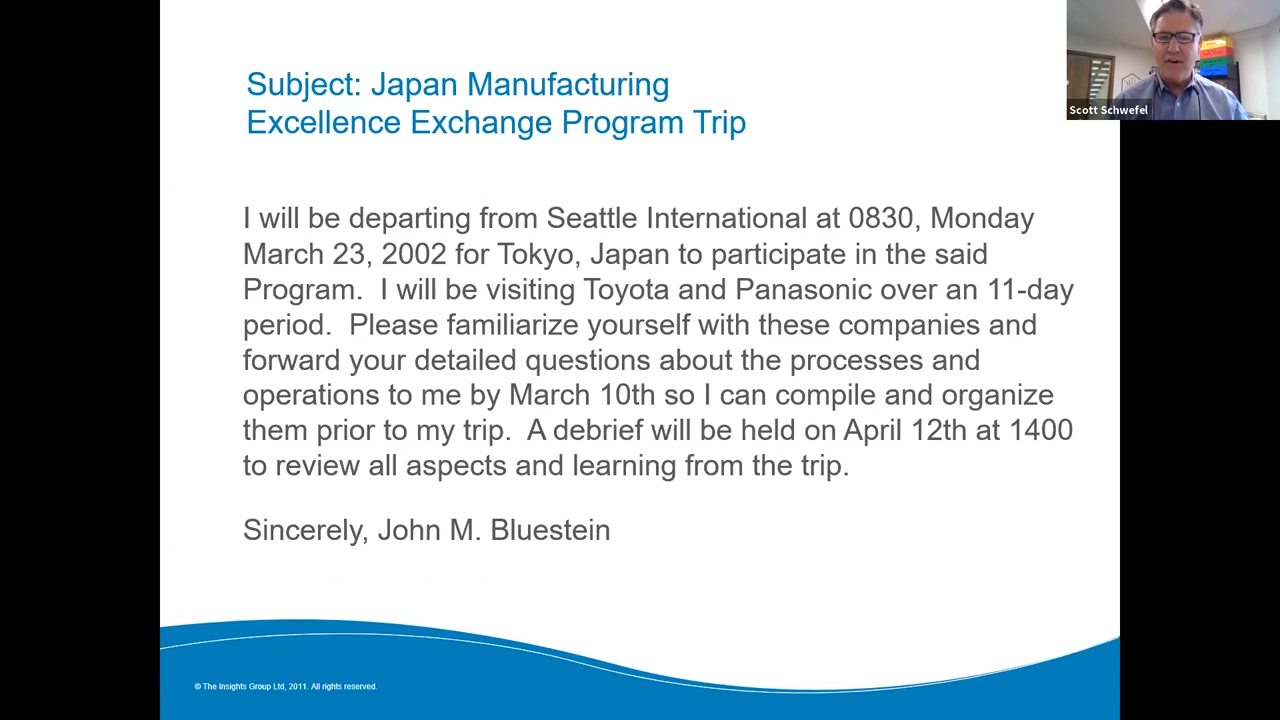 Subject: Japan Manufacturing
Excellence Exchange Program Trip
Scott Schwefel
I will be departing from Seattle International at 0830, Monday
March 23, 2002 for Tokyo, Japan to participate in the said
Program.  I will be visiting Toyota and Panasonic over an 11-day
period.  Please familiarize yourself with these companies and
forward your detailed questions about the processes and
operations to me by March 10th so I can compile and organize
them prior to my trip.  A debrief will be held on April 12th at 1400
to review all aspects and learning from the trip.
Sincerely, John M. Bluestein
© The Insights Group Ltd, 2011. All rights reserved.